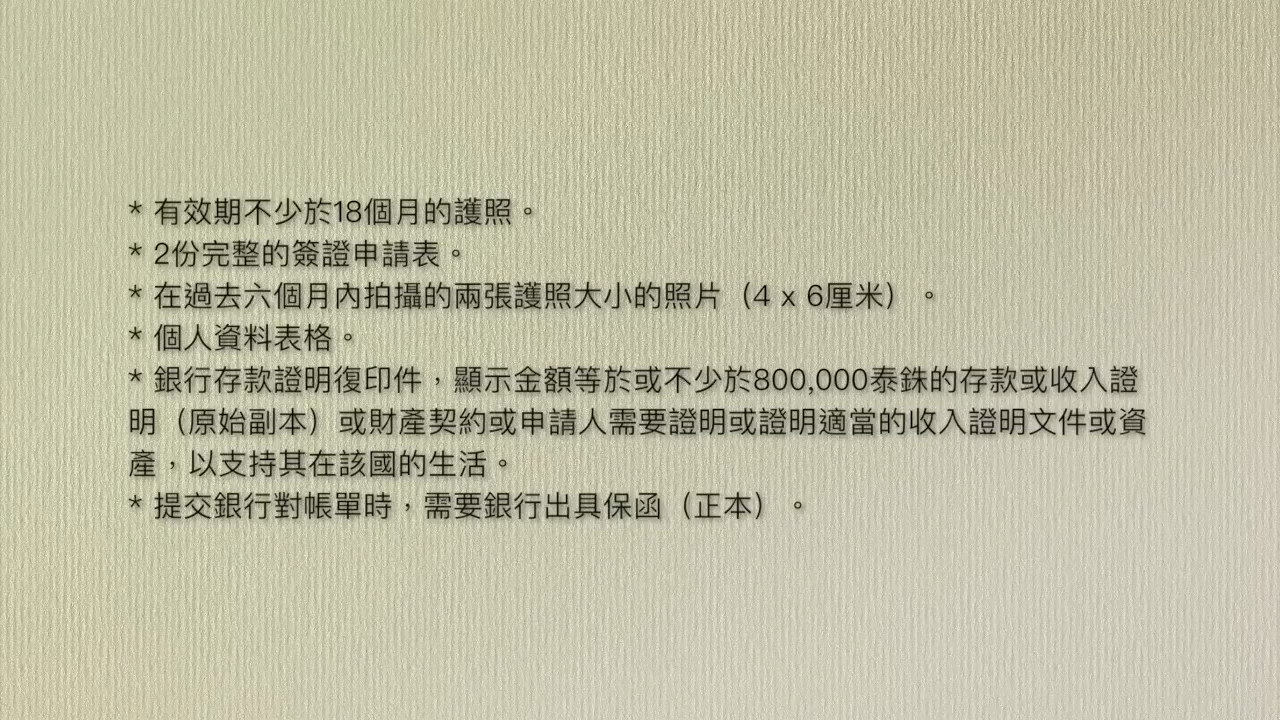 * 有效期不少於18個月的護照。
* 2份完整的簽證申請表。
* 在過去六個月內拍攝的兩張護照大小的照片（4 x 6厘米）。
* 個人資料表格。
* 銀行存款證明復印件，顯示金額等於或不少於800,000泰銖的存款或收入證
明（原始副本）或財產契約或申請人需要證明或證明適當的收入證明文件或資
產，以支持其在該國的生活。
* 提交銀行對帳單時，需要銀行出具保函（正本）。